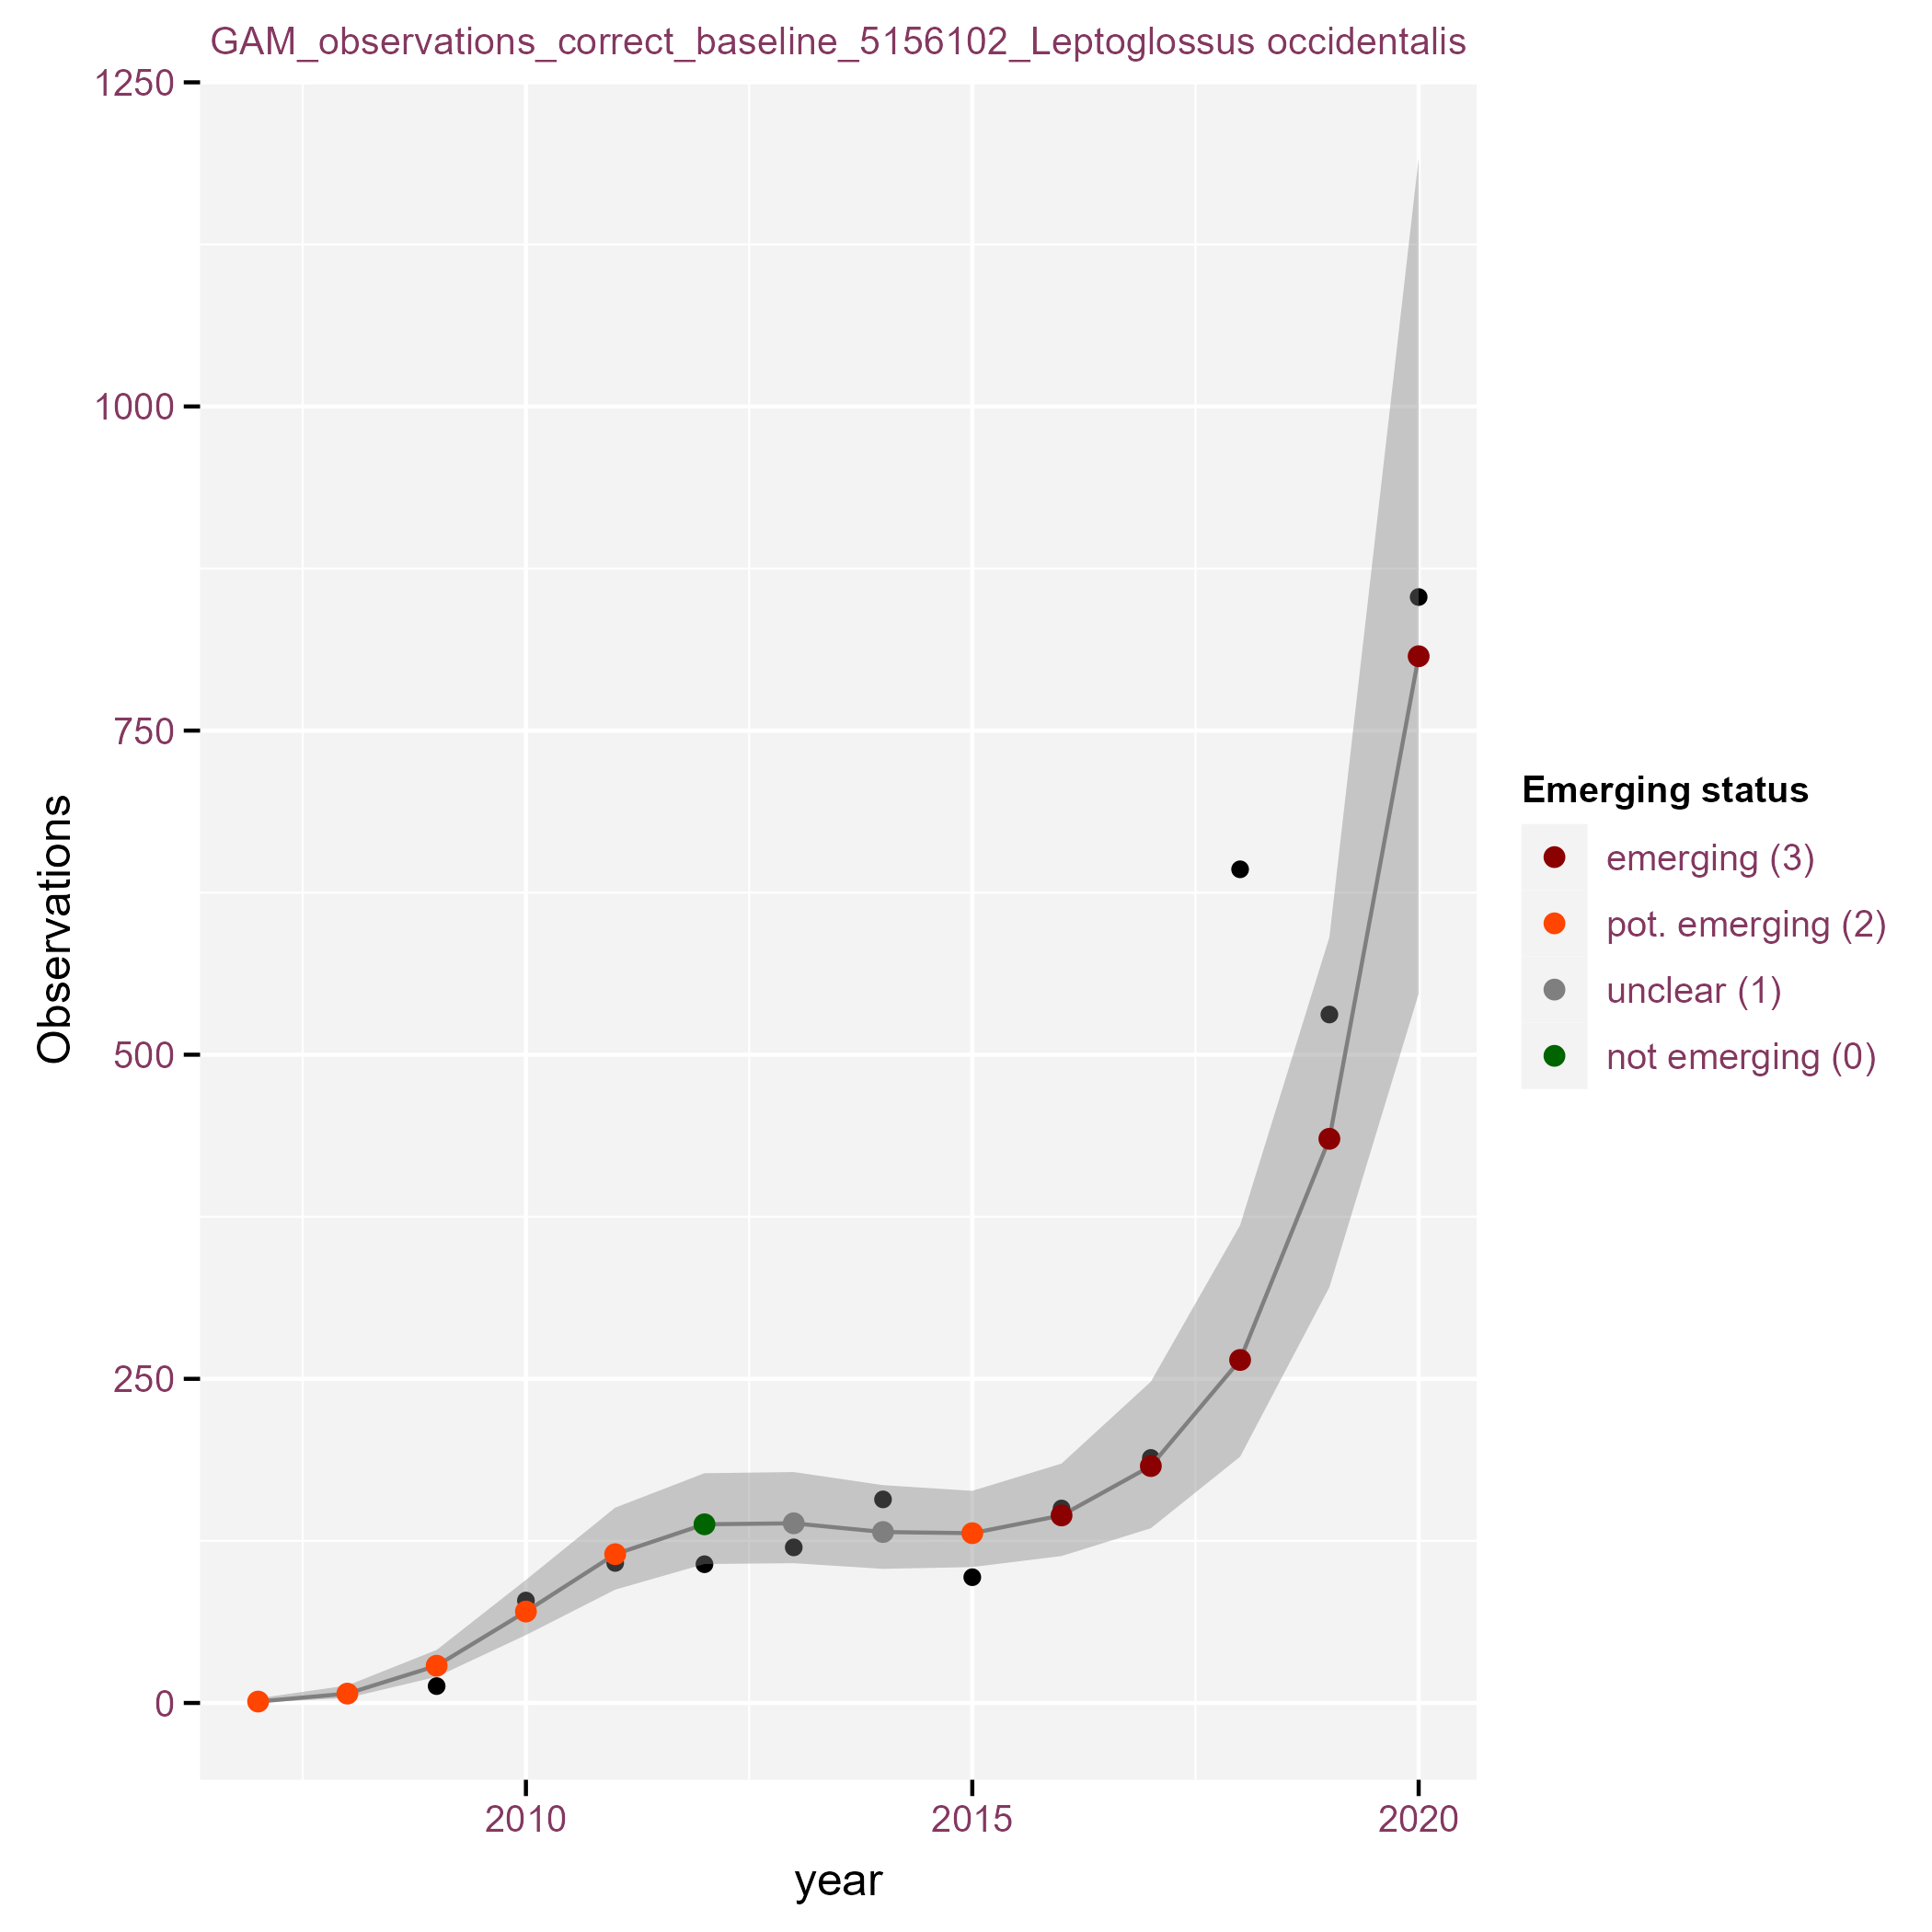 GAM_observations_correct_baseline_5156102_Leptoglossus occidentalis
1250
1000
750
500
250
0
Observations
2010
2015
2020
year
Emerging status
emerging (3)
pot. emerging (2)
unclear (1)
not emerging (0)